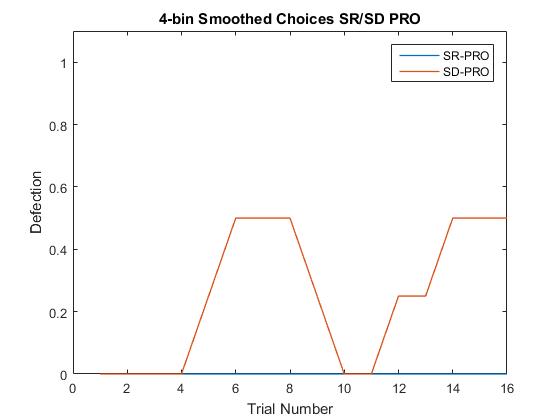 4-bin Smoothed Choices SR/SD PRO
SR-PRO
SD-PRO
Defection
1
0.8
0.6
0.4
0.2
0
0 2 4 6 8 10 12 14 16
Trial Number